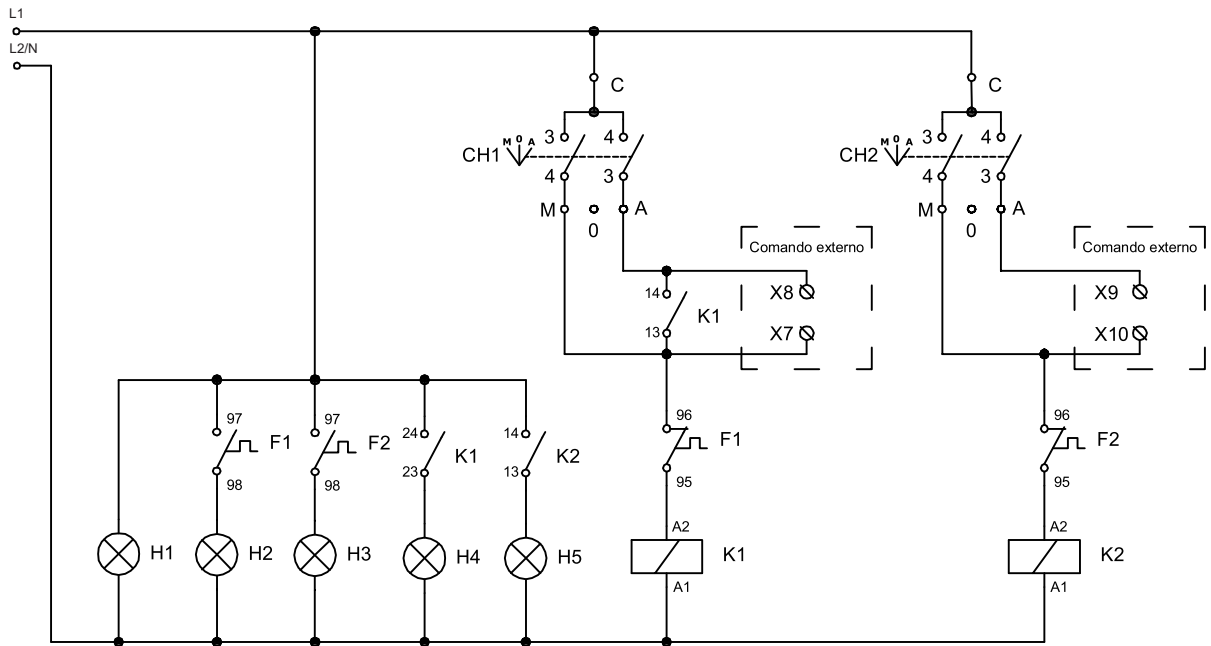 L1
L2/N
C
C
3
4
3
4
CH1
M
0
A
CH2
M
0
A
4
3
4
3
M
A
M
A
0
0
Comando externo
Comando externo
14
X8
X9
K1
13
X7
X10
97
97
96
96
F1
F2
24
14
F1
F2
K1
K2
23
13
98
98
95
95
A2
A2
H1
H2
H3
H4
H5
K1
K2
A1
A1